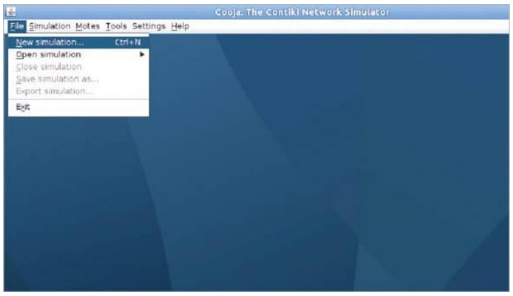 Cooja: The Contiki Network Simulator
File Simulation Motes Tools Settings Help
New simulation... Ctrl+N
Open simulation
Close simulation
Save simulation as...
Export simulation...
Exit